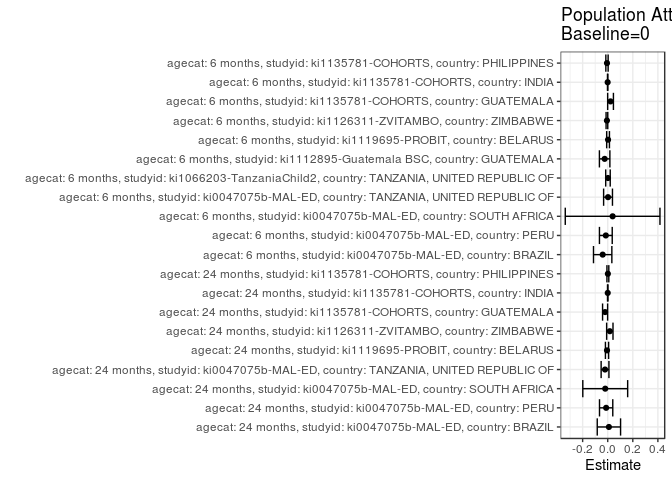 Population Att
Baseline=0
agecat: 6 months, studyid: ki1135781-COHORTS, country: PHILIPPINES
agecat: 6 months, studyid: ki1135781-COHORTS, country: INDIA
agecat: 6 months, studyid: ki1135781-COHORTS, country: GUATEMALA
agecat: 6 months, studyid: ki1126311-ZVITAMBO, country: ZIMBABWE
agecat: 6 months, studyid: ki1119695-PROBIT, country: BELARUS
agecat: 6 months, studyid: ki1112895-Guatemala BSC, country: GUATEMALA
agecat: 6 months, studyid: ki1066203-TanzaniaChild2, country: TANZANIA, UNITED REPUBLIC OF
agecat: 6 months, studyid: ki0047075b-MAL-ED, country: TANZANIA, UNITED REPUBLIC OF
agecat: 6 months, studyid: ki0047075b-MAL-ED, country: SOUTH AFRICA
agecat: 6 months, studyid: ki0047075b-MAL-ED, country: PERU
agecat: 6 months, studyid: ki0047075b-MAL-ED, country: BRAZIL
agecat: 24 months, studyid: ki1135781-COHORTS, country: PHILIPPINES
agecat: 24 months, studyid: ki1135781-COHORTS, country: INDIA
agecat: 24 months, studyid: ki1135781-COHORTS, country: GUATEMALA
agecat: 24 months, studyid: ki1126311-ZVITAMBO, country: ZIMBABWE
agecat: 24 months, studyid: ki1119695-PROBIT, country: BELARUS
agecat: 24 months, studyid: ki0047075b-MAL-ED, country: TANZANIA, UNITED REPUBLIC OF
agecat: 24 months, studyid: ki0047075b-MAL-ED, country: SOUTH AFRICA
agecat: 24 months, studyid: ki0047075b-MAL-ED, country: PERU
agecat: 24 months, studyid: ki0047075b-MAL-ED, country: BRAZIL
-0.2 0.0 0.2 0.4
Estimate